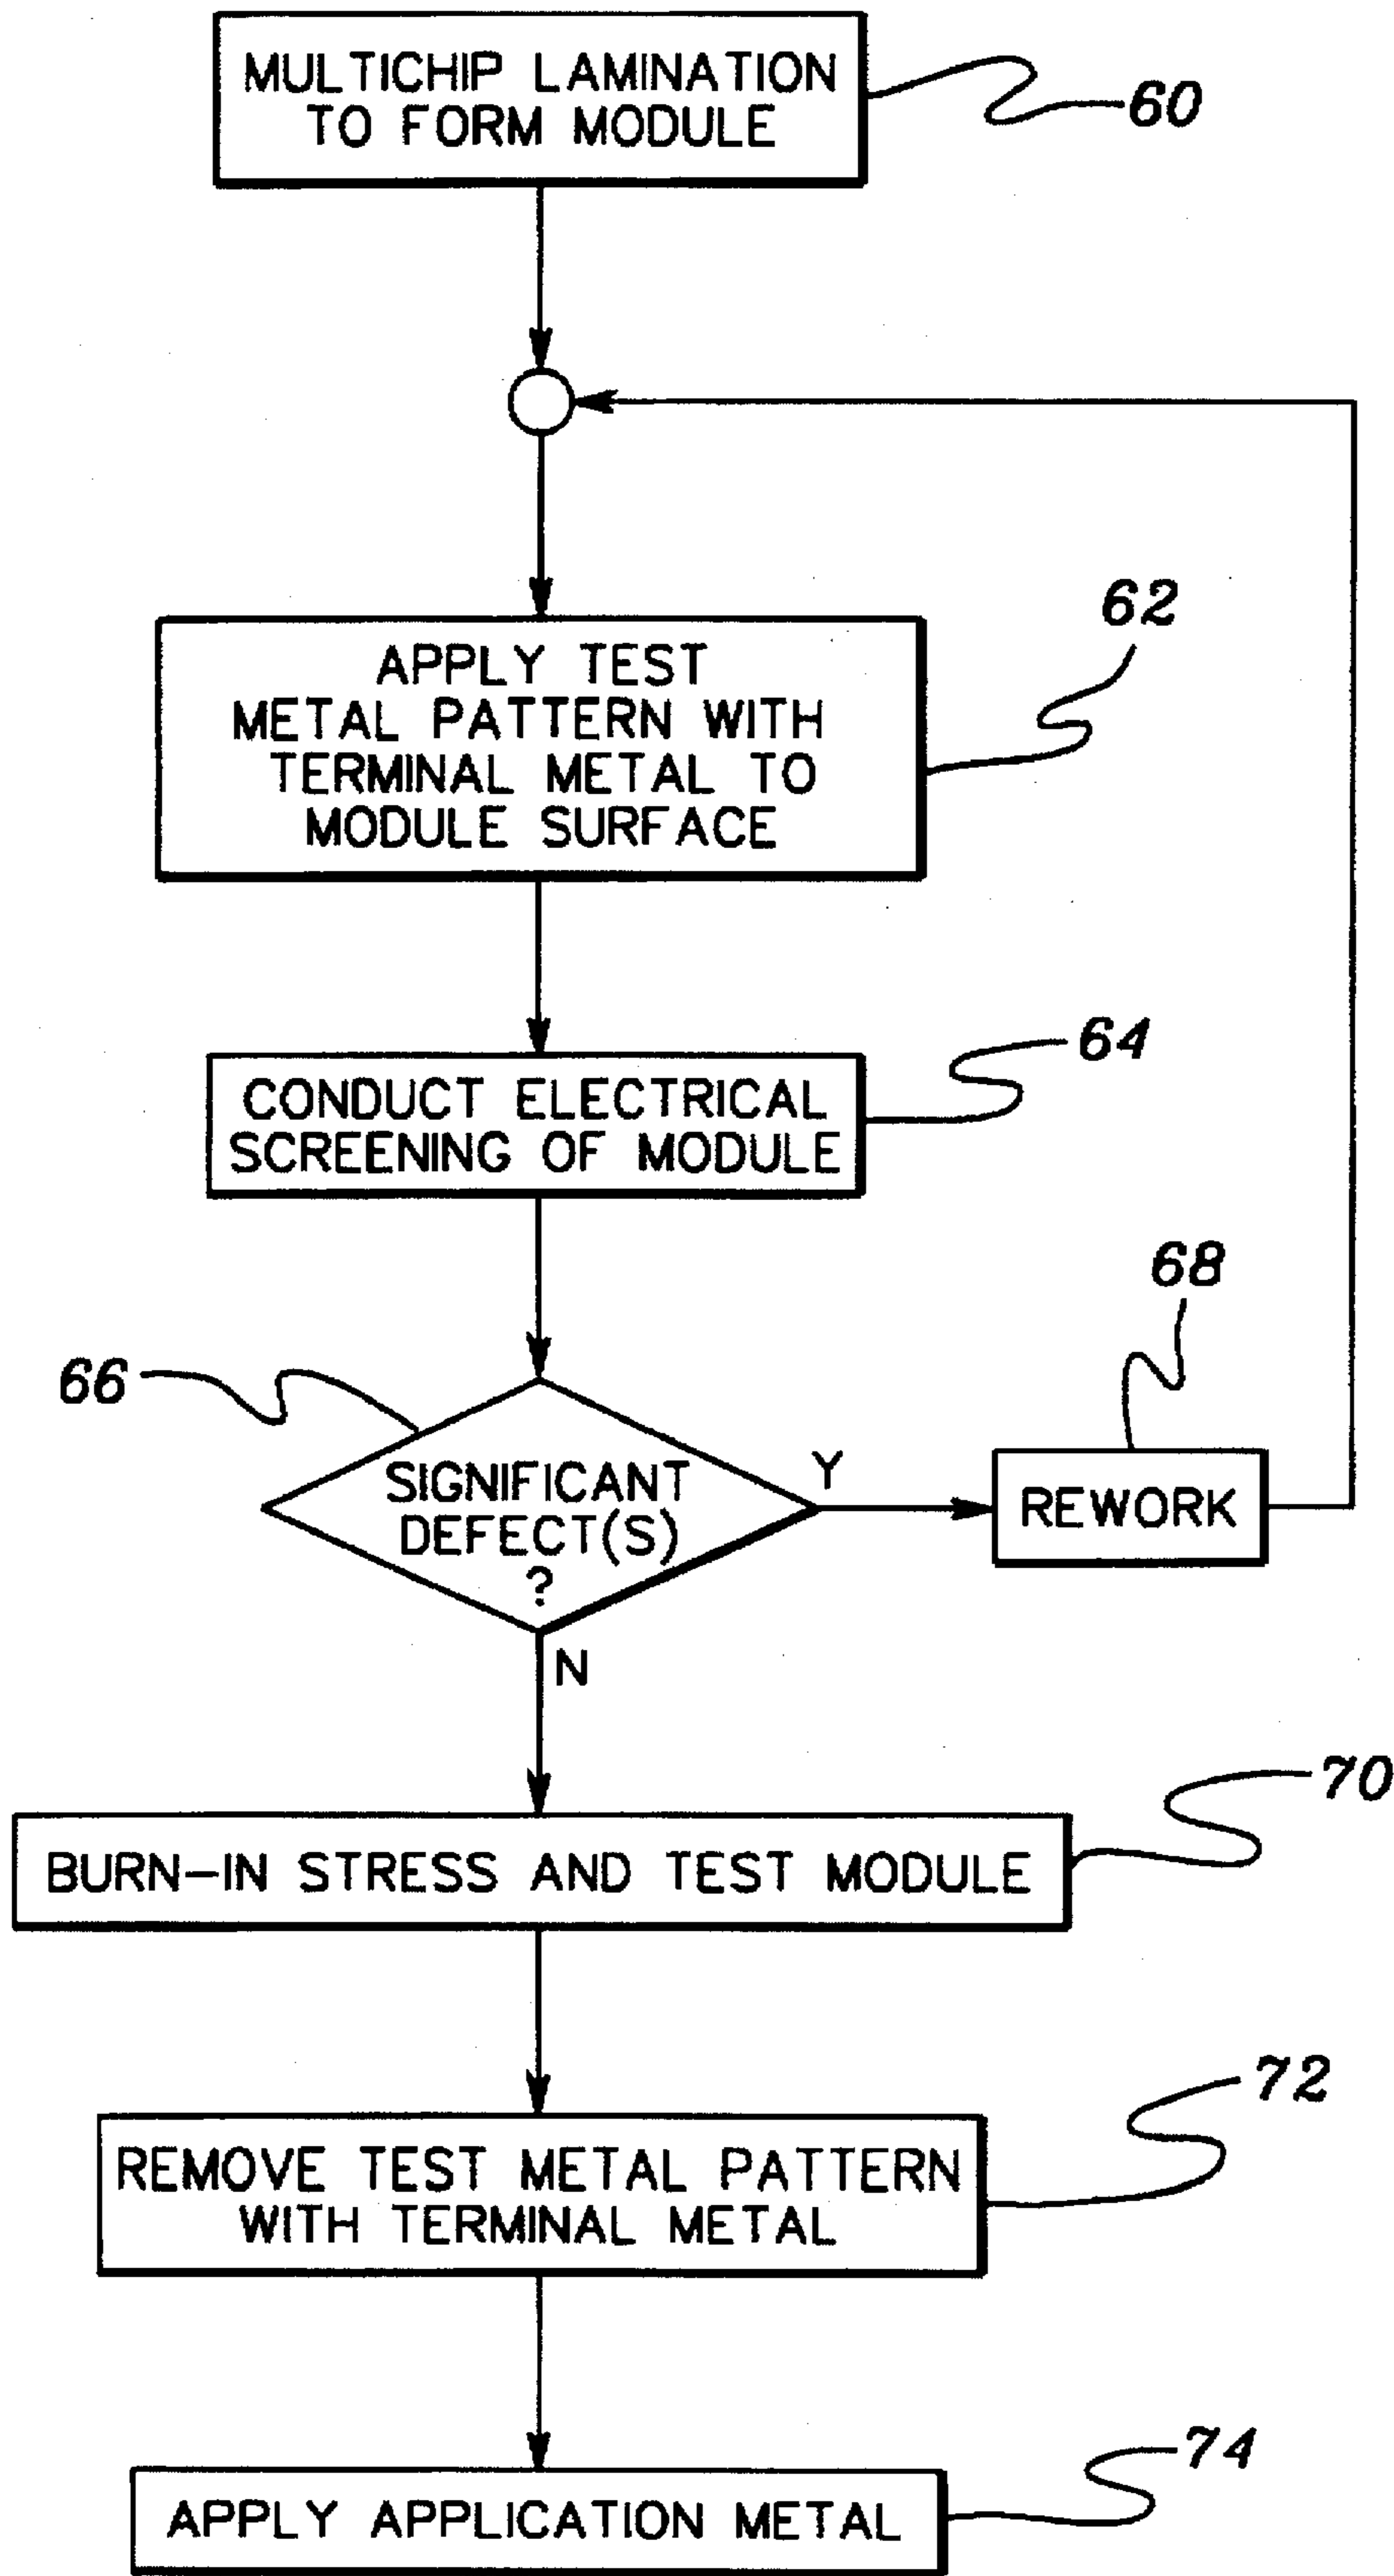 MULTICHIP LAMINATION
TO FORM MODULE
60
62
APPLY TEST
METAL PATTERN WITH
TERMINAL METAL TO
MODULE SURFACE
64
CONDUCT ELECTRICAL
SCREENING OF MODULE
68
66
SIGNIFICANT
DEFECT(S)
?
Y
REWORK
N
70
BURN-IN STRESS AND TEST MODULE
72
REMOVE TEST METAL PATTERN
WITH TERMINAL METAL
74
APPLY APPLICATION METAL